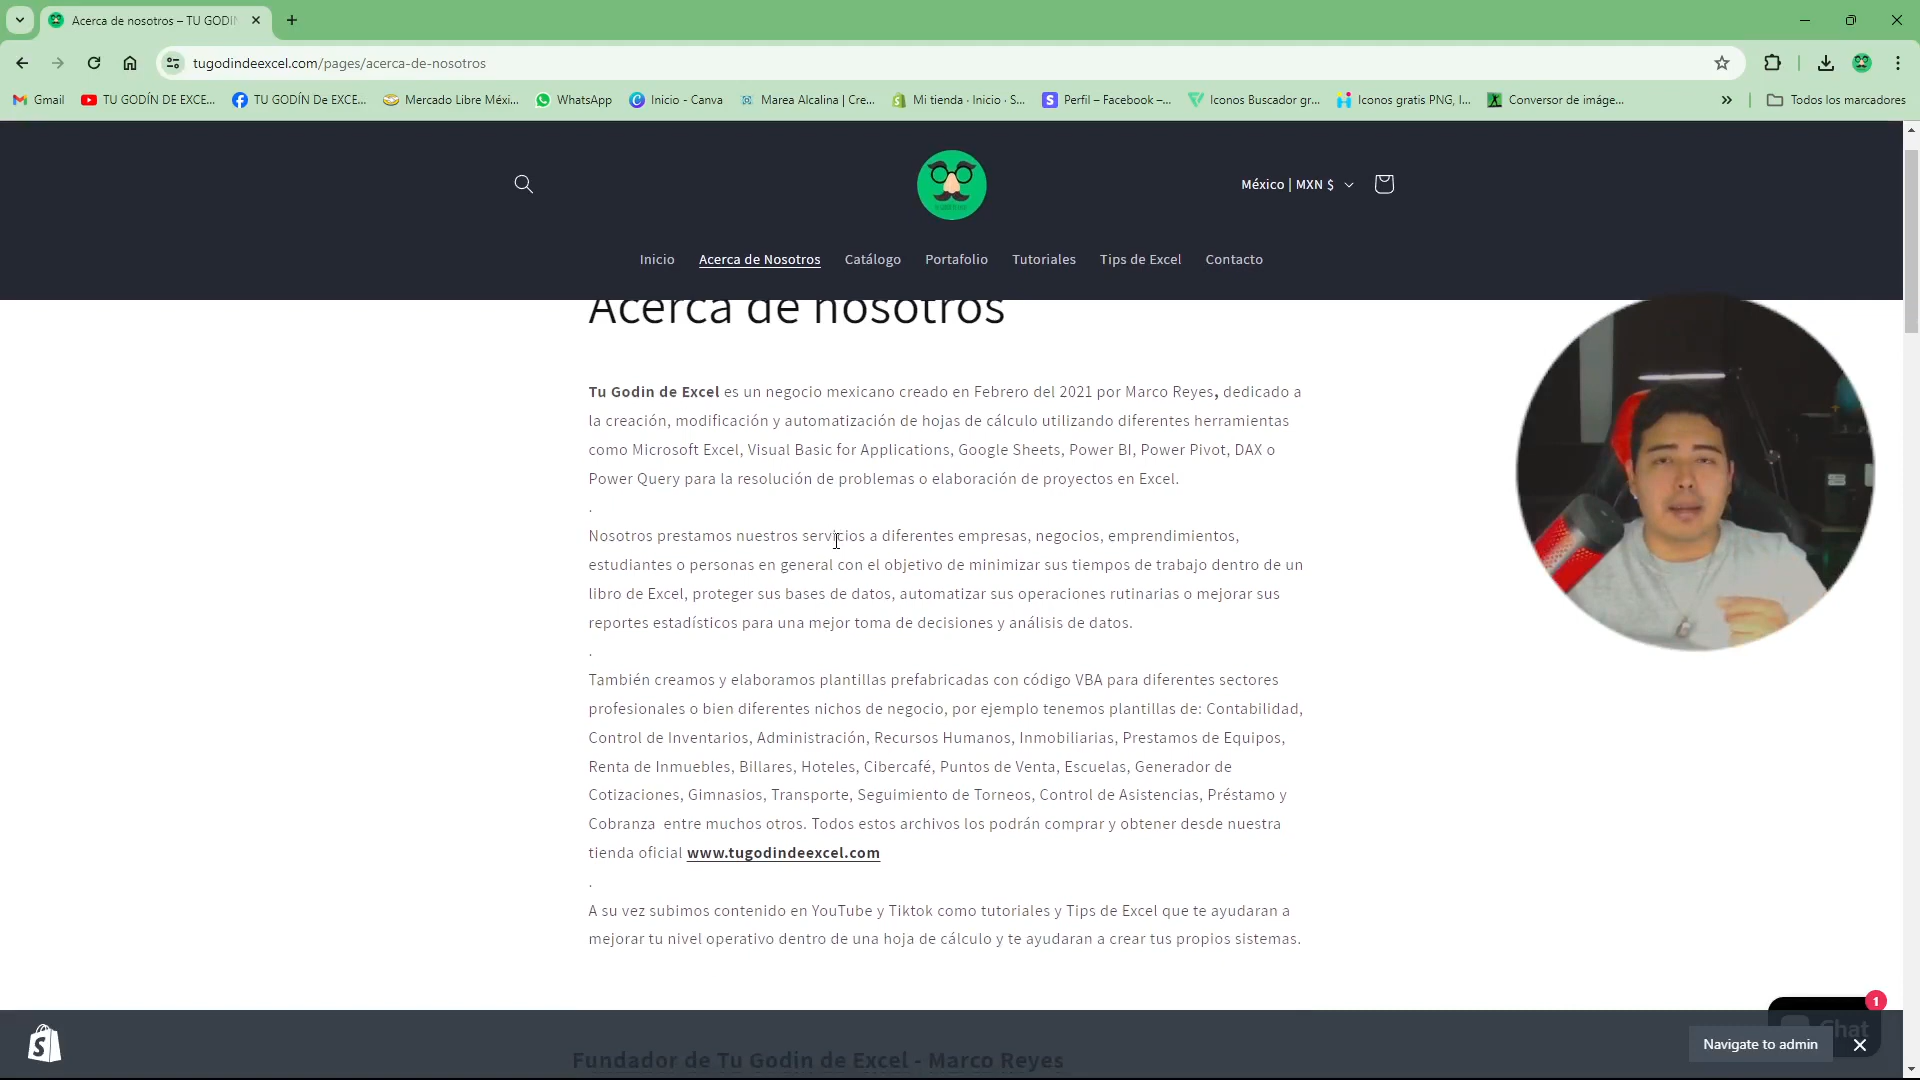 Acerca de nosotros – TU GODI
tugodindeexcel.com/pages/acerca-de-nosotros
Gmail
TU GODÍN DE EXCE...
TU GODÍN De EXCE...
Mercado Libre Méxi...
WhatsApp
Inicio - Canva
Marea Alcalina | Cre...
Mi tienda · Inicio · S...
Perfil – Facebook –...
Iconos Buscador gr...
Iconos gratis PNG, I...
Conversor de imáge...
Todos los marcadores
México | MXN $
Inicio
Acerca de Nosotros
Catálogo
Portafolio
Tutoriales
Tips de Excel
Contacto
Acerca de nosotros
Tu Godin de Excel es un negocio mexicano creado en Febrero del 2021 por Marco Reyes, dedicado a
la creación, modificación y automatización de hojas de cálculo utilizando diferentes herramientas
como Microsoft Excel, Visual Basic for Applications, Google Sheets, Power BI, Power Pivot, DAX o
Power Query para la resolución de problemas o elaboración de proyectos en Excel.
.
Nosotros prestamos nuestros servicios a diferentes empresas, negocios, emprendimientos,
estudiantes o personas en general con el objetivo de minimizar sus tiempos de trabajo dentro de un
libro de Excel, proteger sus bases de datos, automatizar sus operaciones rutinarias o mejorar sus
reportes estadísticos para una mejor toma de decisiones y análisis de datos.
.
También creamos y elaboramos plantillas prefabricadas con código VBA para diferentes sectores
profesionales o bien diferentes nichos de negocio, por ejemplo tenemos plantillas de: Contabilidad,
Control de Inventarios, Administración, Recursos Humanos, Inmobiliarias, Prestamos de Equipos,
Renta de Inmuebles, Billares, Hoteles, Cibercafé, Puntos de Venta, Escuelas, Generador de
Cotizaciones, Gimnasios, Transporte, Seguimiento de Torneos, Control de Asistencias, Préstamo y
Cobranza entre muchos otros. Todos estos archivos los podrán comprar y obtener desde nuestra
tienda oficial www.tugodindeexcel.com
.
A su vez subimos contenido en YouTube y Tiktok como tutoriales y Tips de Excel que te ayudaran a
mejorar tu nivel operativo dentro de una hoja de cálculo y te ayudaran a crear tus propios sistemas.
1
Chat
Navigate to admin
Fundador de Tu Godin de Excel - Marco Reyes